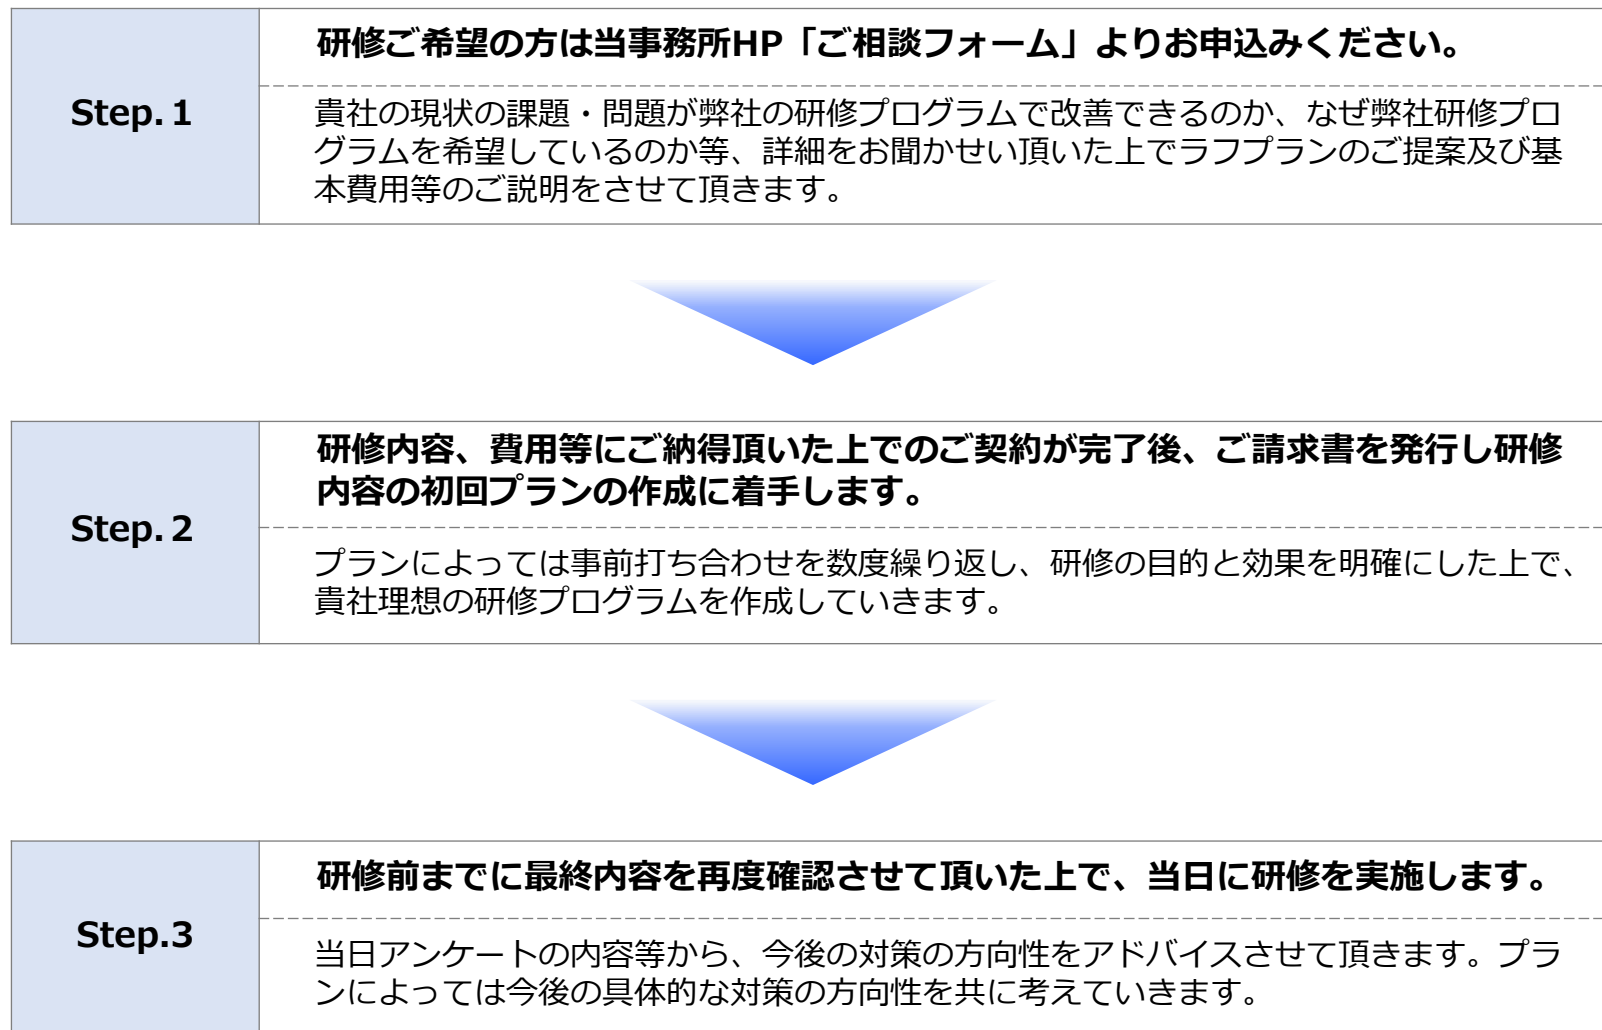 Step.１
研修ご希望の方は当事務所HP「ご相談フォーム」よりお申込みください。
貴社の現状の課題・問題が弊社の研修プログラムで改善できるのか、なぜ弊社研修プロ
グラムを希望しているのか等、詳細をお聞かせい頂いた上でラフプランのご提案及び基
本費用等のご説明をさせて頂きます。
Step.２
研修内容、費用等にご納得頂いた上でのご契約が完了後、ご請求書を発行し研修
内容の初回プランの作成に着手します。
プランによっては事前打ち合わせを数度繰り返し、研修の目的と効果を明確にした上で、
貴社理想の研修プログラムを作成していきます。
Step.3
研修前までに最終内容を再度確認させて頂いた上で、当日に研修を実施します。
当日アンケートの内容等から、今後の対策の方向性をアドバイスさせて頂きます。プラ
ンによっては今後の具体的な対策の方向性を共に考えていきます。